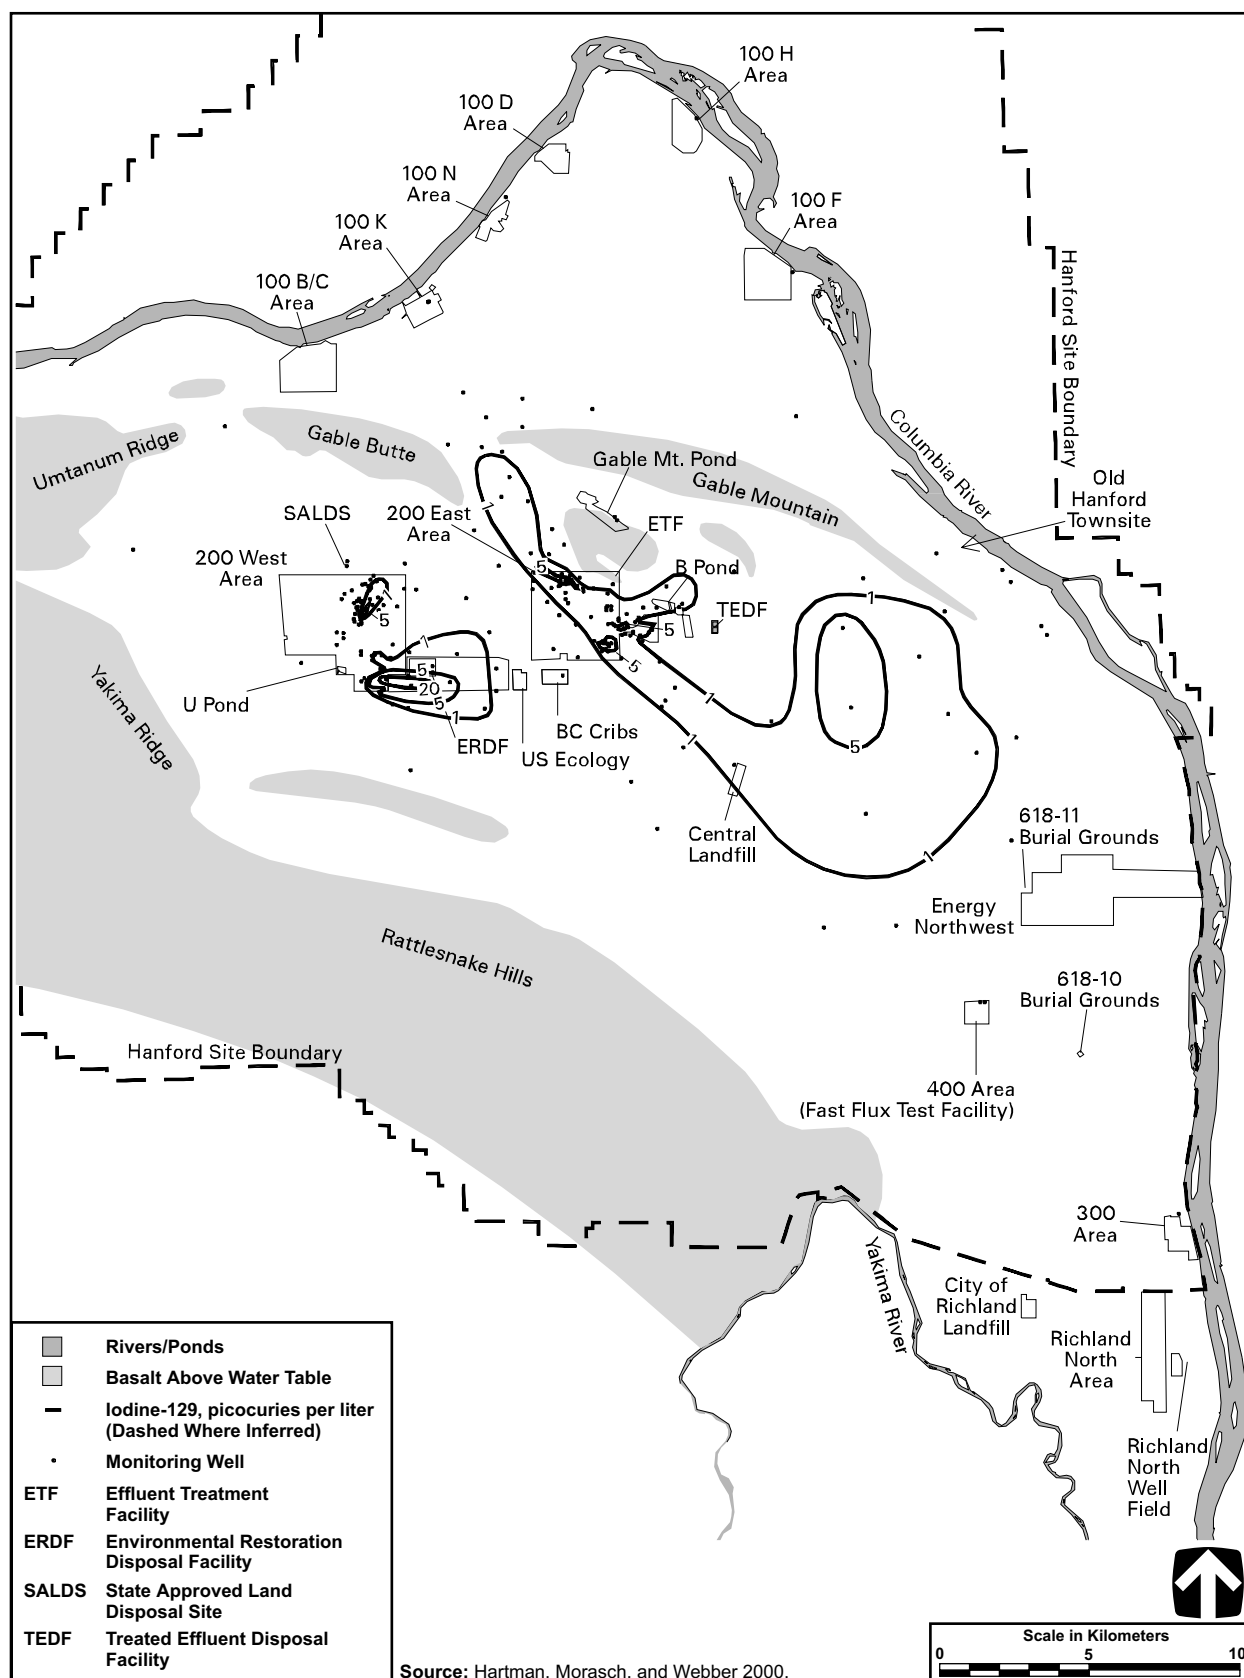 100 H
Area
100 D
Area
100 N
Area
100 F
Area
100 K
Area
100 B/C
Area
Hanford Site Boundary
Columbia River
Umtanum Ridge
Gable Butte
Gable Mt. Pond
Gable Mountain
Old
Hanford
Townsite
SALDS
200 East
Area
ETF
200 West
Area
B Pond
TEDF
1
5
1
5
5
5
1
1
1
5
20
5
1
1
5
1
U Pond
ERDF
BC Cribs
US Ecology
Yakima Ridge
Central
Landfill
618-11
Burial Grounds
Energy
Northwest
Rattlesnake Hills
618-10
Burial Grounds
Hanford Site Boundary
400 Area
(Fast Flux Test Facility)
300
Area
Yakima River
City of
Richland
Landfill
Richland
North
Area
Richland
North
Well
Field
Rivers/Ponds
Basalt Above Water Table
Iodine-129, picocuries per liter
(Dashed Where Inferred)
Monitoring Well
ETF Effluent Treatment
Facility
ERDF Environmental Restoration
Disposal Facility
SALDS State Approved Land
Disposal Site
TEDF Treated Effluent Disposal
Facility
Source: Hartman, Morasch, and Webber 2000.
Scale in Kilometers
0 5 10